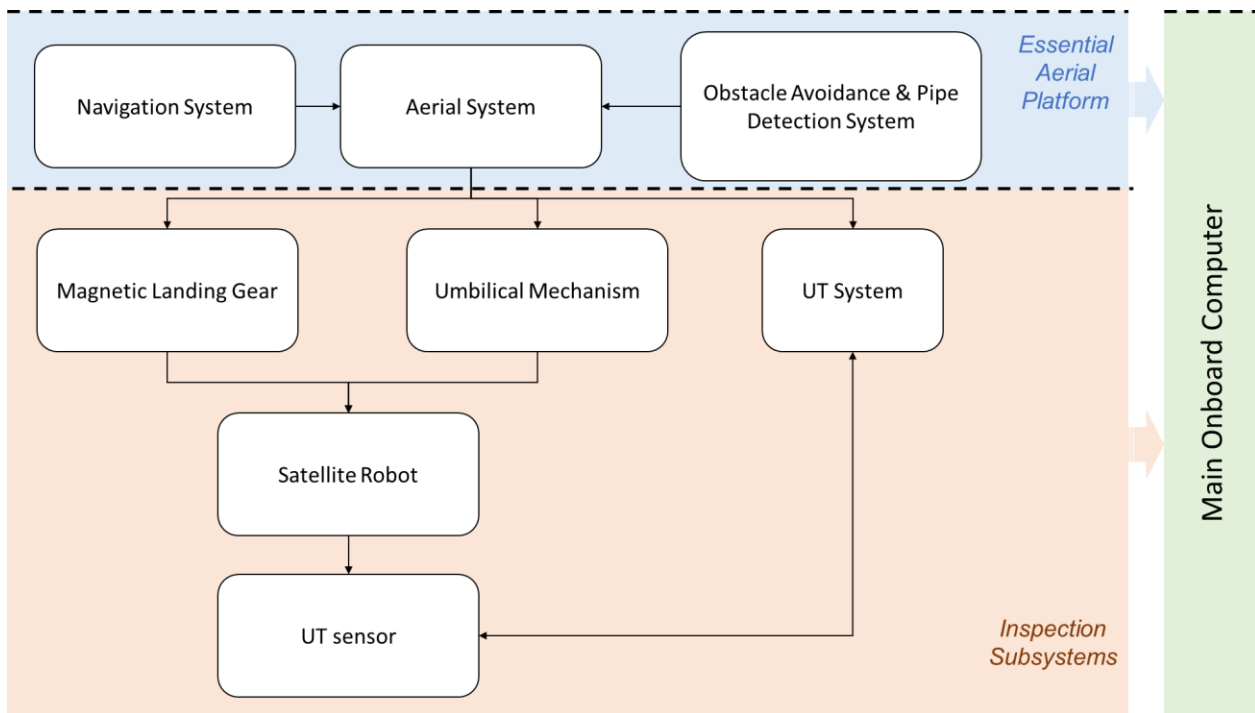 Navigation System
Aerial System
Obstacle Avoidance & Pipe
Detection System
Essential
Aerial
Platform
Magnetic Landing Gear
Umbilical Mechanism
UT System
Satellite Robot
UT sensor
Inspection
Subsystems
Main Onboard Computer